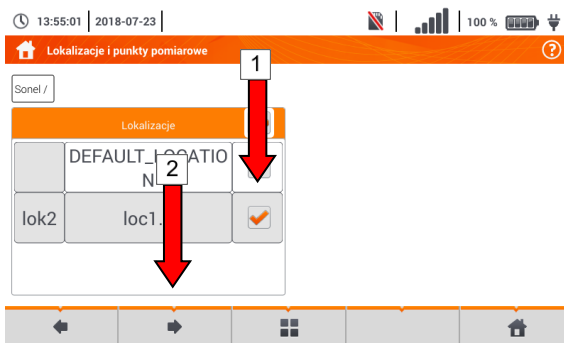 13:55:01 2018-07-23 100 %
Lokalizacje i punkty pomiarowe
1
Sonel /
Lokalizacje
DEFAULT_LOCATIO
N
2
lok2 loc1.